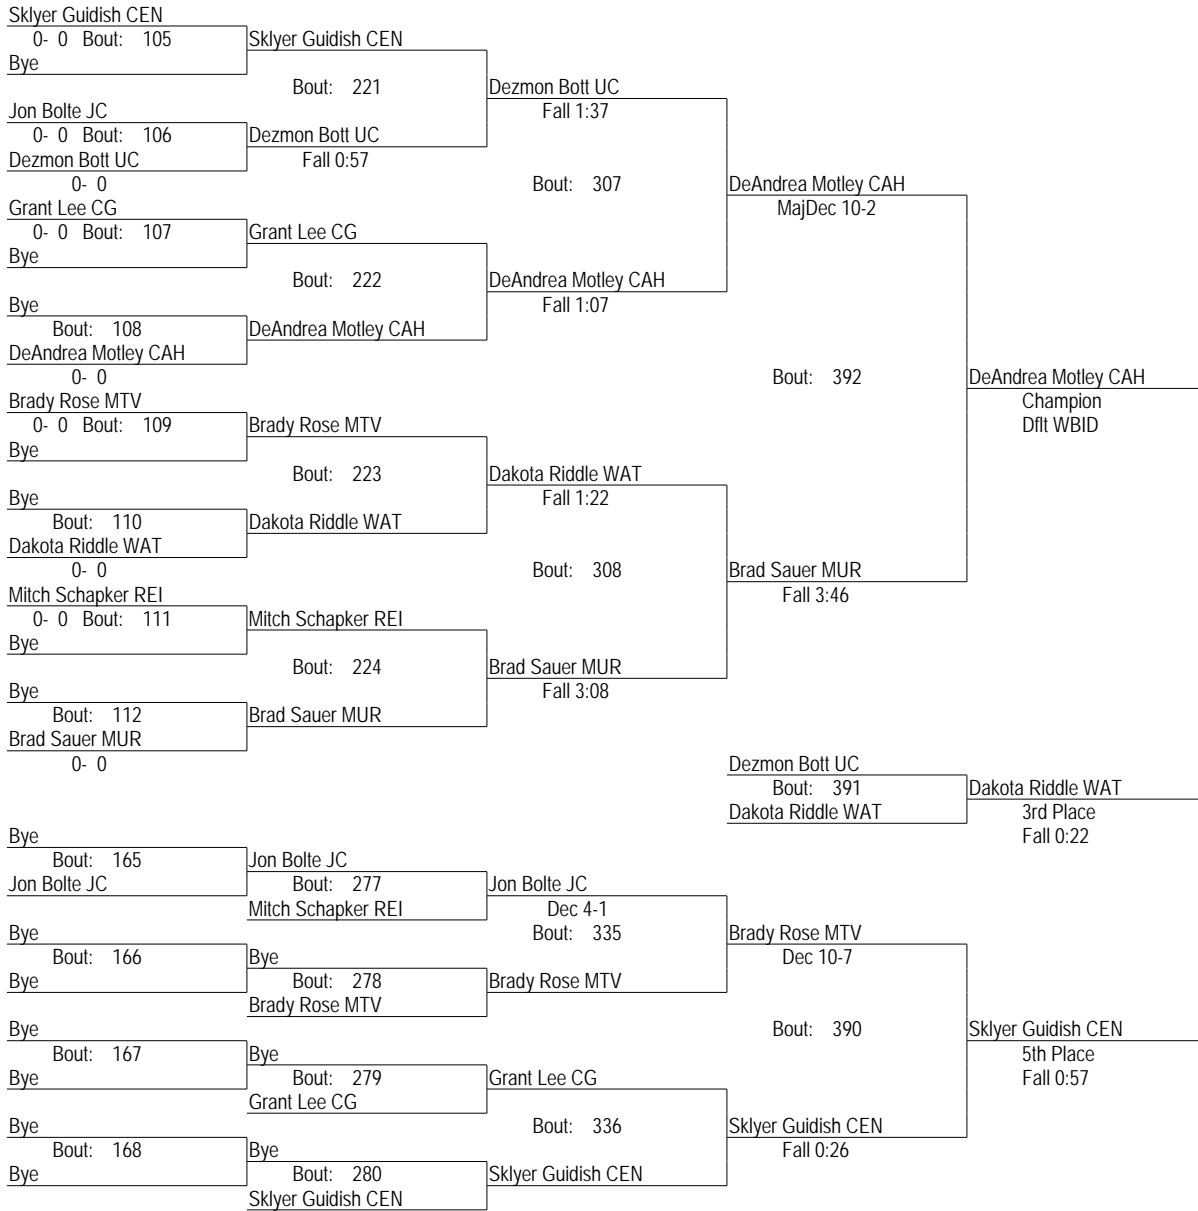 Sklyer Guidish CEN
0- 0 Bout: 105
Sklyer Guidish CEN
Bye
Bout: 221
Dezmon Bott UC
Jon Bolte JC
Fall 1:37
0- 0 Bout: 106
Dezmon Bott UC
Dezmon Bott UC
Fall 0:57
0- 0
Bout: 307
DeAndrea Motley CAH
Grant Lee CG
MajDec 10-2
0- 0 Bout: 107
Grant Lee CG
Bye
Bout: 222
DeAndrea Motley CAH
Bye
Fall 1:07
Bout: 108
DeAndrea Motley CAH
DeAndrea Motley CAH
0- 0
Bout: 392
DeAndrea Motley CAH
Brady Rose MTV
Champion
0- 0 Bout: 109
Brady Rose MTV
Dflt WBID
Bye
Bout: 223
Dakota Riddle WAT
Bye
Fall 1:22
Bout: 110
Dakota Riddle WAT
Dakota Riddle WAT
0- 0
Bout: 308
Brad Sauer MUR
Mitch Schapker REI
Fall 3:46
0- 0 Bout: 111
Mitch Schapker REI
Bye
Bout: 224
Brad Sauer MUR
Bye
Fall 3:08
Bout: 112
Brad Sauer MUR
Brad Sauer MUR
0- 0
Dezmon Bott UC
Bout: 391
Dakota Riddle WAT
Dakota Riddle WAT
3rd Place
Fall 0:22
Bye
Bout: 165
Jon Bolte JC
Jon Bolte JC
Bout: 277
Jon Bolte JC
Mitch Schapker REI
Dec 4-1
Bye
Bout: 335
Brady Rose MTV
Bout: 166
Bye
Dec 10-7
Bye
Bout: 278
Brady Rose MTV
Brady Rose MTV
Bye
Bout: 390
Sklyer Guidish CEN
Bout: 167
Bye
5th Place
Bye
Bout: 279
Grant Lee CG
Fall 0:57
Grant Lee CG
Bye
Bout: 336
Sklyer Guidish CEN
Bout: 168
Bye
Fall 0:26
Bye
Bout: 280
Sklyer Guidish CEN
Sklyer Guidish CEN